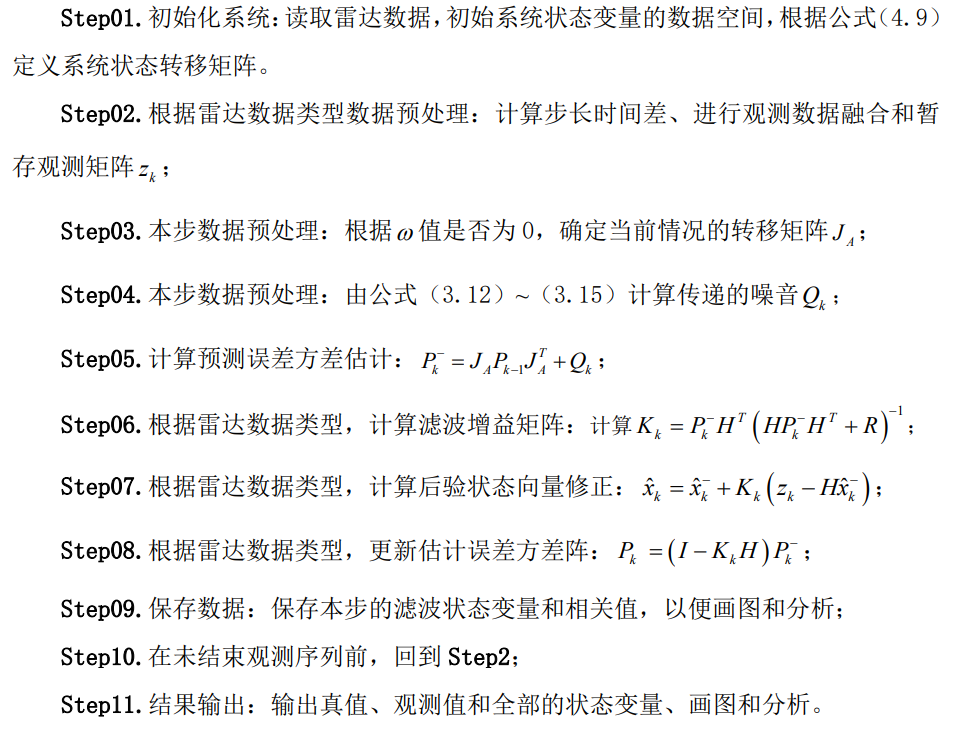 Step01.初始化系统:读取雷达数据,初始系统状态变量的数据空间,根据公式(4.9)
定义系统状态转移矩阵。
Step02.根据雷达数据类型数据预处理:计算步长时间差、进行观测数据融合和暂
存观测矩阵 z_k;
Step03.本步数据预处理:根据 ω 值是否为 0,确定当前情况的转移矩阵 J_A;
Step04.本步数据预处理:由公式(3.12)~(3.15)计算传递的噪音 Q_k;
Step05.计算预测误差方差估计:P_k^- = J_A P_{k-1} J_A^T + Q_k;
Step06.根据雷达数据类型,计算滤波增益矩阵:计算 K_k = P_k^- H^T (HP_k^- H^T + R)^{-1};
Step07.根据雷达数据类型,计算后验状态向量修正:x̂_k = x̂_k^- + K_k (z_k − Hx̂_k^-);
Step08.根据雷达数据类型,更新估计误差方差阵:P_k = (I − K_k H) P_k^-;
Step09.保存数据:保存本步的滤波状态变量和相关值,以便画图和分析;
Step10.在未结束观测序列前,回到 Step2;
Step11.结果输出:输出真值、观测值和全部的状态变量、画图和分析。